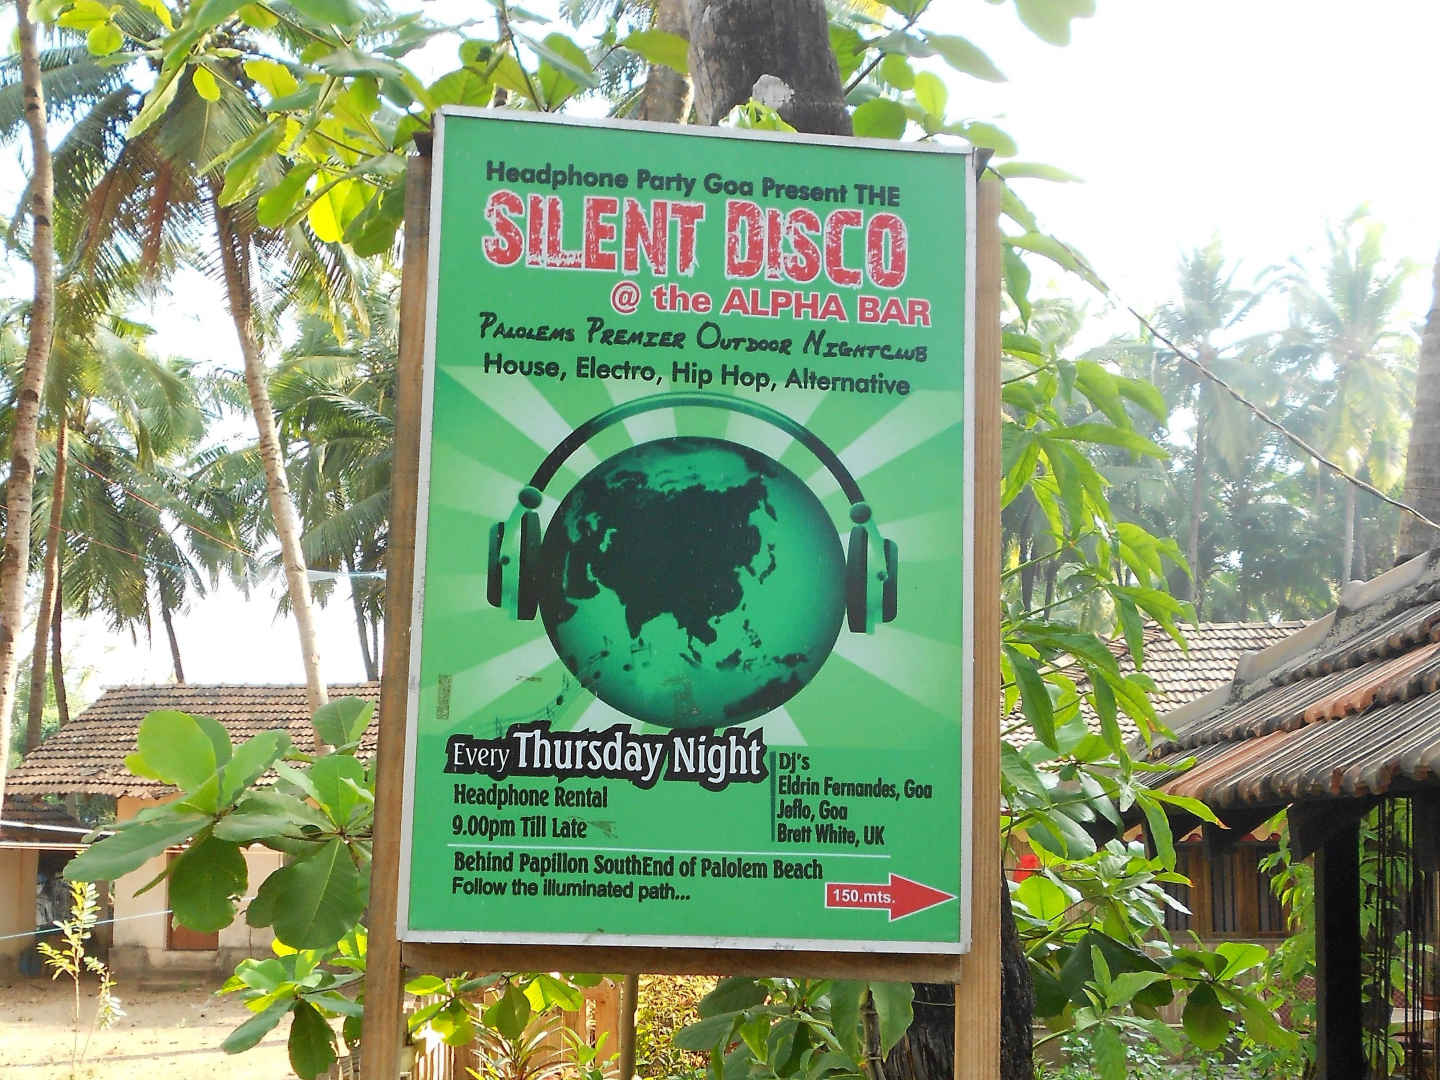 Headphone Party Goa Present THE
SILENT DISCO
@ the ALPHA BAR
PALOLEMS PREMIER OUTDOOR NIGHTCLUB
House, Electro, Hip Hop, Alternative
Every Thursday Night
Headphone Rental
9.00pm Till Late
Dj's
Eldrin Fernandes, Goa
Jeflo, Goa
Brett White, UK
Behind Papillon SouthEnd of Palolem Beach
Follow the illuminated path...
150.mts.